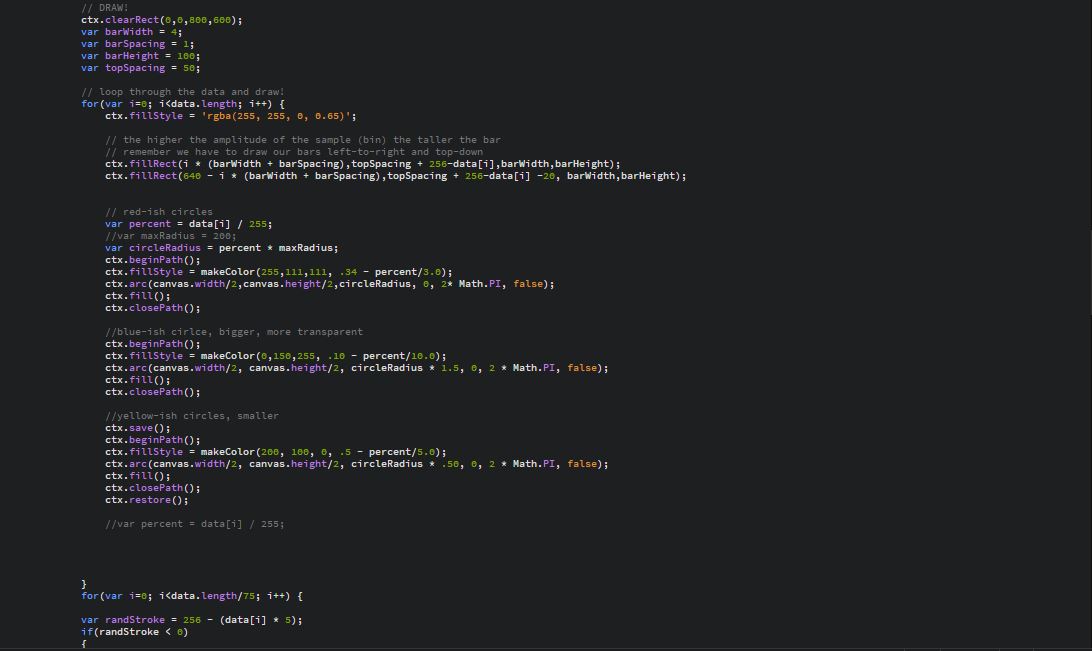 // DRAW!
ctx.clearRect(0,0,800,600);
var barWidth = 4;
var barSpacing = 1;
var barHeight = 100;
var topSpacing = 50;
// loop through the data and draw!
for(var i=0; i<data.length; i++) {
ctx.fillStyle = 'rgba(255, 255, 0, 0.65)';
// the higher the amplitude of the sample (bin) the taller the bar
// remember we have to draw our bars left-to-right and top-down
ctx.fillRect(i * (barWidth + barSpacing),topSpacing + 256-data[i],barWidth,barHeight);
ctx.fillRect(640 - i * (barWidth + barSpacing),topSpacing + 256-data[i] -20, barWidth,barHeight);
// red-ish circles
var percent = data[i] / 255;
//var maxRadius = 200;
var circleRadius = percent * maxRadius;
ctx.beginPath();
ctx.fillStyle = makeColor(255,111,111, .34 - percent/3.0);
ctx.arc(canvas.width/2,canvas.height/2,circleRadius, 0, 2* Math.PI, false);
ctx.fill();
ctx.closePath();
//blue-ish cirlce, bigger, more transparent
ctx.beginPath();
ctx.fillStyle = makeColor(0,150,255, .10 - percent/10.0);
ctx.arc(canvas.width/2, canvas.height/2, circleRadius * 1.5, 0, 2 * Math.PI, false);
ctx.fill();
ctx.closePath();
//yellow-ish circles, smaller
ctx.save();
ctx.beginPath();
ctx.fillStyle = makeColor(200, 100, 0, .5 - percent/5.0);
ctx.arc(canvas.width/2, canvas.height/2, circleRadius * .50, 0, 2 * Math.PI, false);
ctx.fill();
ctx.closePath();
ctx.restore();
//var percent = data[i] / 255;
}
for(var i=0; i<data.length/75; i++) {
var randStroke = 256 - (data[i] * 5);
if(randStroke < 0)
{